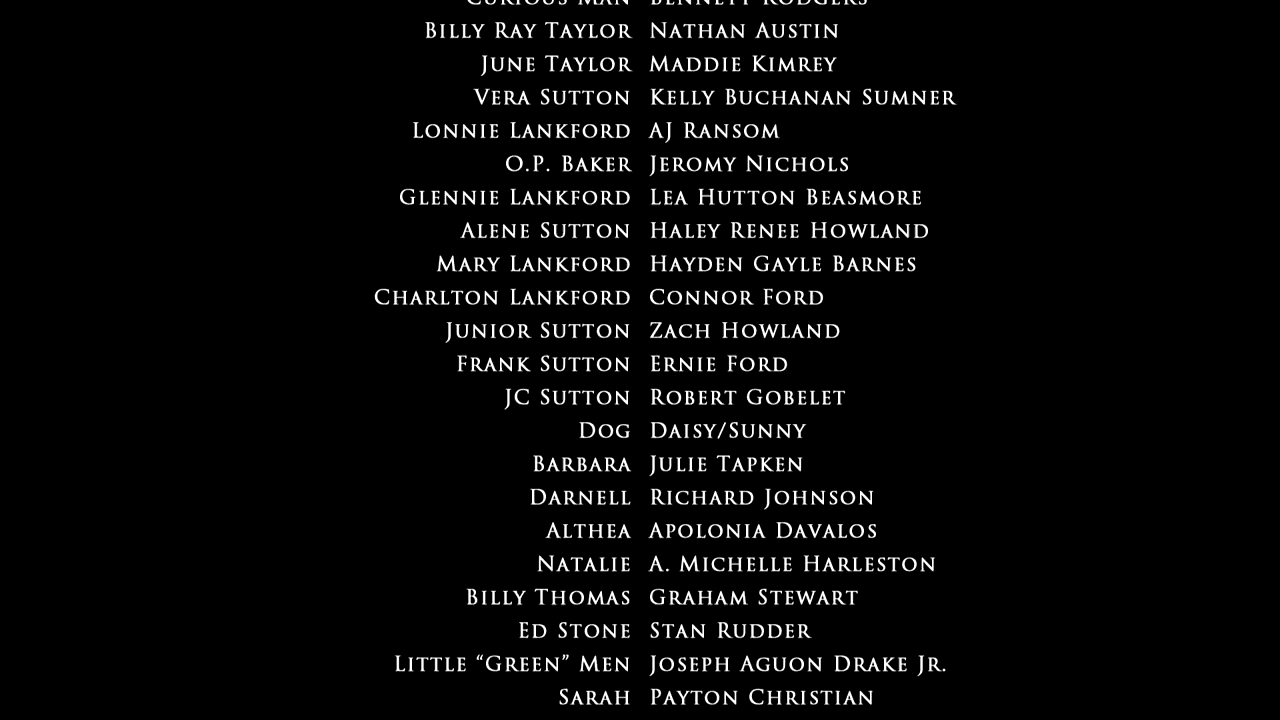 Curious Man Bennett Rodgers
Billy Ray Taylor Nathan Austin
June Taylor Maddie Kimrey
Vera Sutton Kelly Buchanan Sumner
Lonnie Lankford AJ Ransom
O.P. Baker Jeromy Nichols
Glennie Lankford Lea Hutton Beasmore
Alene Sutton Haley Renee Howland
Mary Lankford Hayden Gayle Barnes
Charlton Lankford Connor Ford
Junior Sutton Zach Howland
Frank Sutton Ernie Ford
JC Sutton Robert Gobelet
Dog Daisy/Sunny
Barbara Julie Tapken
Darnell Richard Johnson
Althea Apolonia Davalos
Natalie A. Michelle Harleston
Billy Thomas Graham Stewart
Ed Stone Stan Rudder
Little “Green” Men Joseph Aguon Drake Jr.
Sarah Payton Christian